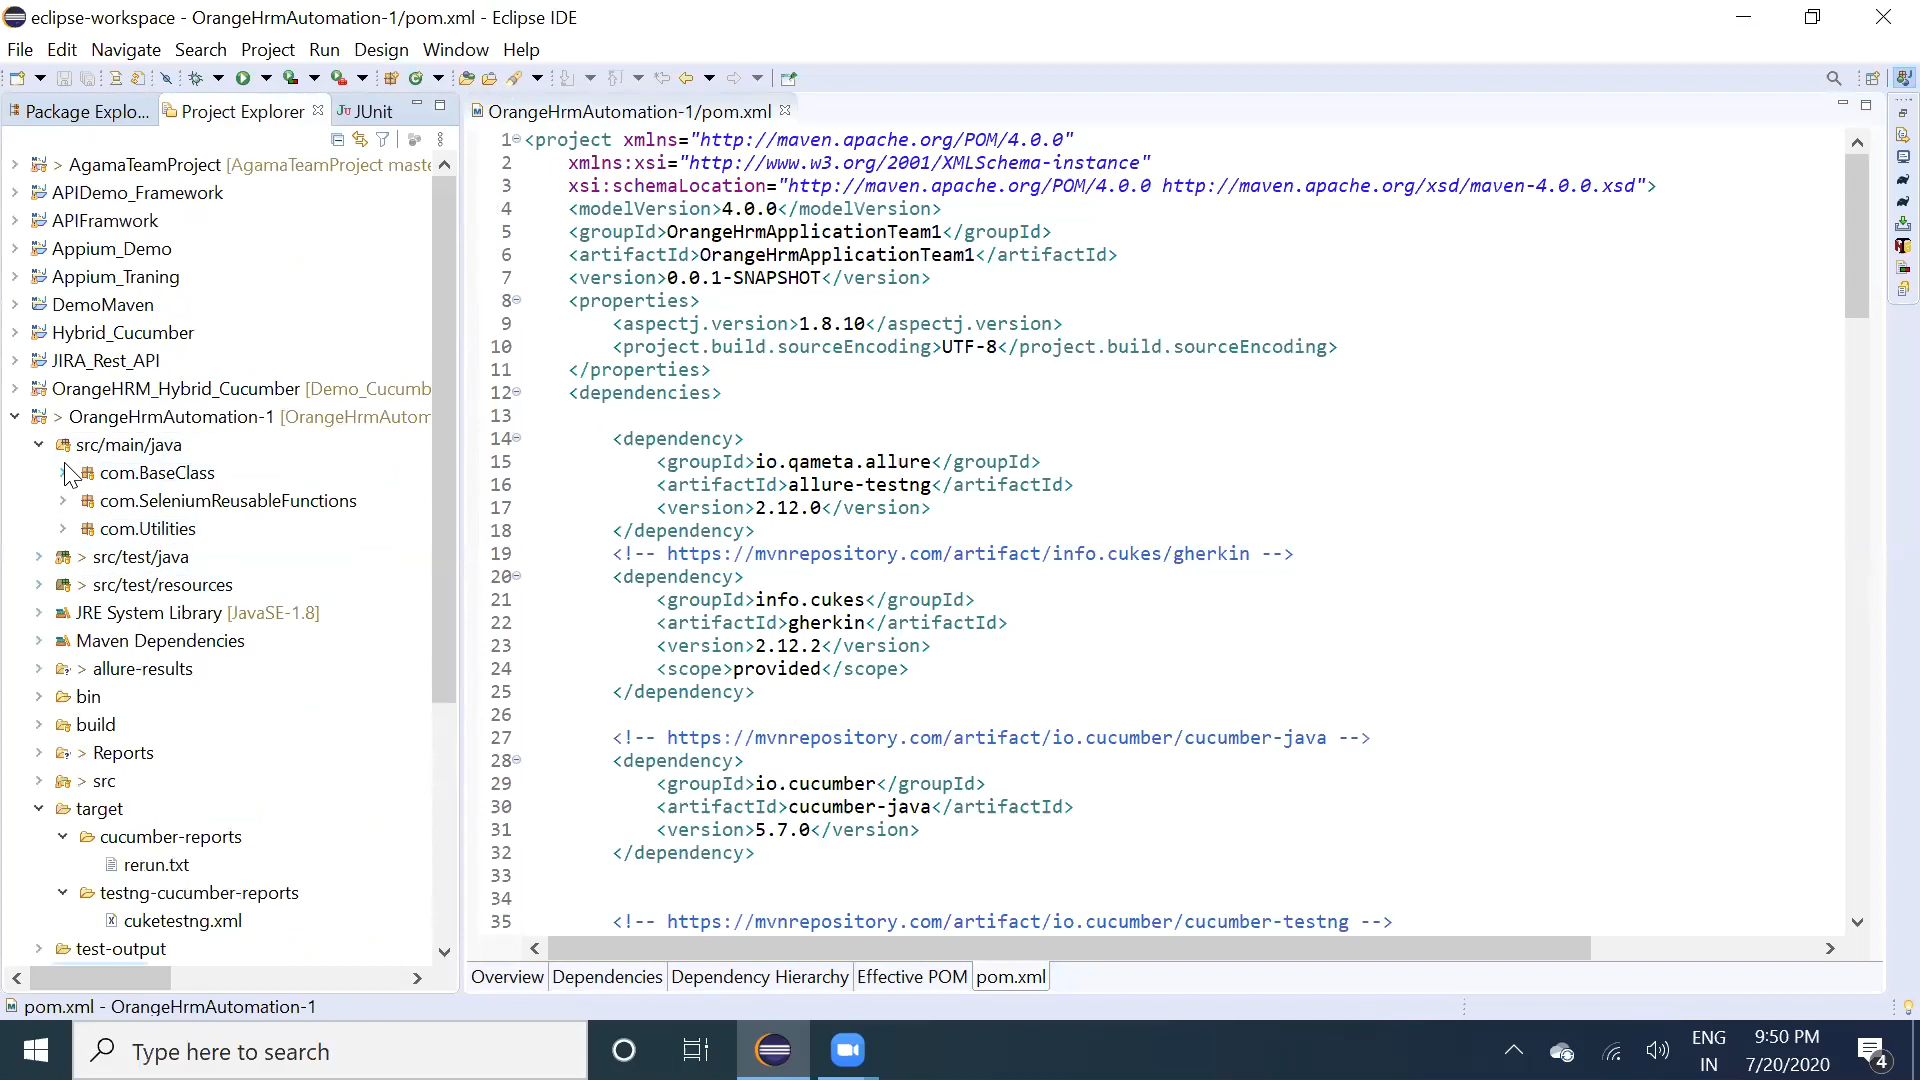 eclipse-workspace - OrangeHrmAutomation-1/pom.xml - Eclipse IDE
File Edit Navigate Search Project Run Design Window Help
Package Explo... Project Explorer JUnit
OrangeHrmAutomation-1/pom.xml
> AgamaTeamProject [AgamaTeamProject maste
APIDemo_Framework
APIFramwork
Appium_Demo
Appium_Traning
DemoMaven
Hybrid_Cucumber
JIRA_Rest_API
OrangeHRM_Hybrid_Cucumber [Demo_Cucumb
> OrangeHrmAutomation-1 [OrangeHrmAutom
src/main/java
com.BaseClass
com.SeleniumReusableFunctions
com.Utilities
> src/test/java
> src/test/resources
JRE System Library [JavaSE-1.8]
Maven Dependencies
> allure-results
bin
build
> Reports
> src
target
cucumber-reports
rerun.txt
testng-cucumber-reports
cuketestng.xml
test-output
1 <project xmlns="http://maven.apache.org/POM/4.0.0"
2 xmlns:xsi="http://www.w3.org/2001/XMLSchema-instance"
3 xsi:schemaLocation="http://maven.apache.org/POM/4.0.0 http://maven.apache.org/xsd/maven-4.0.0.xsd">
4 <modelVersion>4.0.0</modelVersion>
5 <groupId>OrangeHrmApplicationTeam1</groupId>
6 <artifactId>OrangeHrmApplicationTeam1</artifactId>
7 <version>0.0.1-SNAPSHOT</version>
8 <properties>
9 <aspectj.version>1.8.10</aspectj.version>
10 <project.build.sourceEncoding>UTF-8</project.build.sourceEncoding>
11 </properties>
12 <dependencies>
13
14 <dependency>
15 <groupId>io.qameta.allure</groupId>
16 <artifactId>allure-testng</artifactId>
17 <version>2.12.0</version>
18 </dependency>
19 <!-- https://mvnrepository.com/artifact/info.cukes/gherkin -->
20 <dependency>
21 <groupId>info.cukes</groupId>
22 <artifactId>gherkin</artifactId>
23 <version>2.12.2</version>
24 <scope>provided</scope>
25 </dependency>
26
27 <!-- https://mvnrepository.com/artifact/io.cucumber/cucumber-java -->
28 <dependency>
29 <groupId>io.cucumber</groupId>
30 <artifactId>cucumber-java</artifactId>
31 <version>5.7.0</version>
32 </dependency>
33
34
35 <!-- https://mvnrepository.com/artifact/io.cucumber/cucumber-testng -->
Overview Dependencies Dependency Hierarchy Effective POM pom.xml
pom.xml - OrangeHrmAutomation-1
Type here to search
ENG
IN
9:50 PM
7/20/2020
4